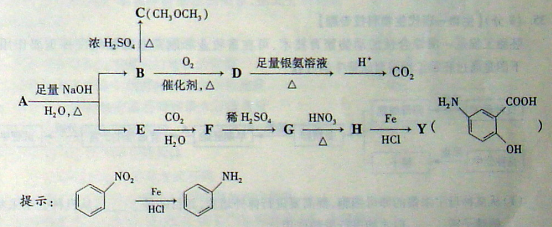 C(CH₃OCH₃)
浓 H₂SO₄ △
足量 NaOH B O₂ D 足量银氨溶液 H⁺ CO₂
A H₂O,△ 催化剂,△ △
E CO₂ F 稀 H₂SO₄ G HNO₃ H Fe Y( H₂N COOH OH )
H₂O △ HCl
提示: NO₂ Fe HCl NH₂